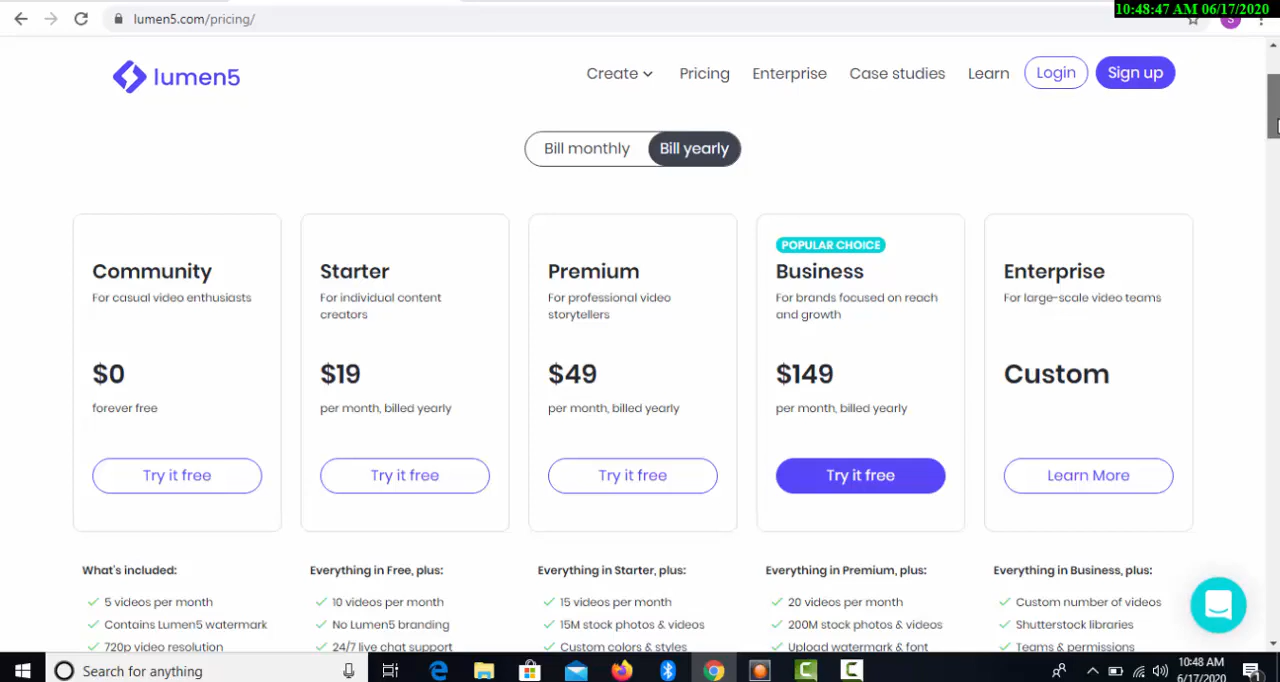 10:48:47 AM 06/17/2020
lumen5.com/pricing/
lumen5
Create
Pricing
Enterprise
Case studies
Learn
Login
Sign up
Bill monthly
Bill yearly
Community
For casual video enthusiasts
$0
forever free
Try it free
What's included:
5 videos per month
Contains Lumen5 watermark
720p video resolution
Starter
For individual content
creators
$19
per month, billed yearly
Try it free
Everything in Free, plus:
10 videos per month
No Lumen5 branding
24/7 live chat support
Premium
For professional video
storytellers
$49
per month, billed yearly
Try it free
Everything in Starter, plus:
15 videos per month
15M stock photos & videos
Custom colors & styles
POPULAR CHOICE
Business
For brands focused on reach
and growth
$149
per month, billed yearly
Try it free
Everything in Premium, plus:
20 videos per month
200M stock photos & videos
Upload watermark & font
Enterprise
For large-scale video teams
Custom
Learn More
Everything in Business, plus:
Custom number of videos
Shutterstock libraries
Teams & permissions
Search for anything
10:48 AM
6/17/2020